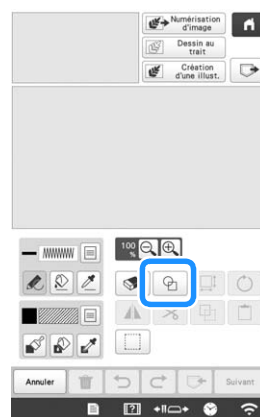 Numérisation
d'image
Dessin au
trait
Création
d'une illust.
100
%
Annuler
Suivant